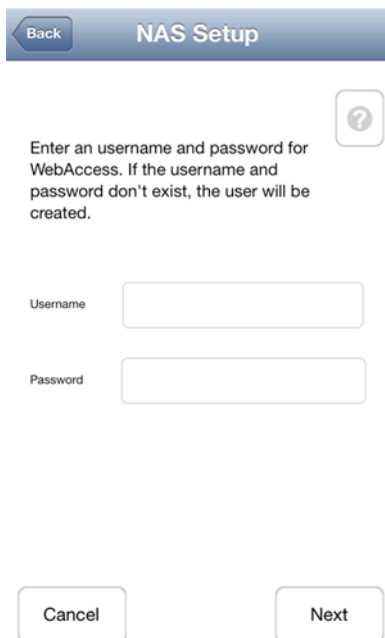 Back
NAS Setup
?
Enter an username and password for
WebAccess. If the username and
password don't exist, the user will be
created.
Username
Password
Cancel
Next